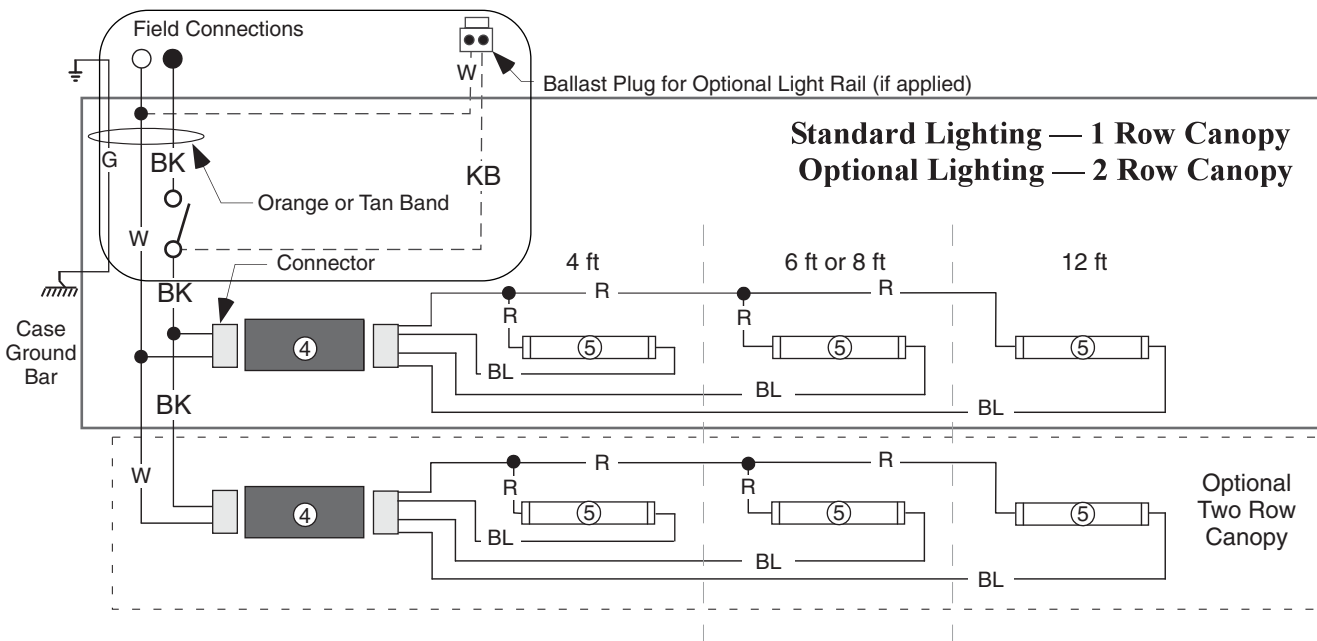 Field Connections
W
Ballast Plug for Optional Light Rail (if applied)
Standard Lighting — 1 Row Canopy
Optional Lighting — 2 Row Canopy
G
BK
KB
Orange or Tan Band
W
Connector
4 ft
6 ft or 8 ft
12 ft
BK
R
R
R
R
Case
Ground
Bar
4
5
5
5
BL
BL
BL
BK
W
R
R
R
R
4
5
5
5
BL
BL
BL
Optional
Two Row
Canopy